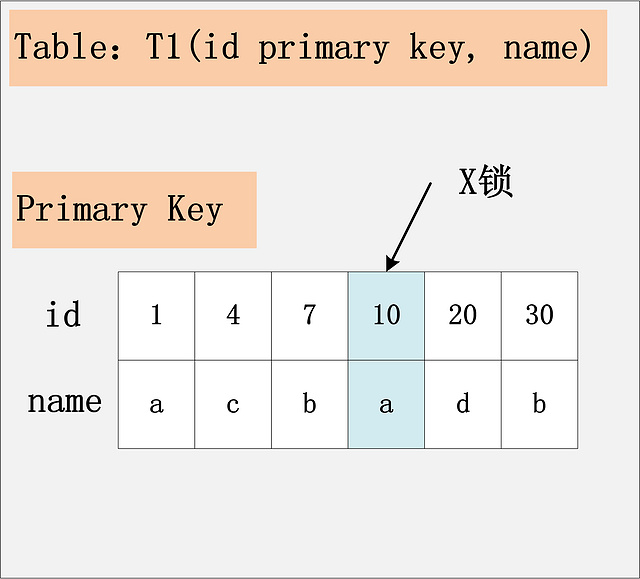 Table：T1(id primary key, name)
X锁
Primary Key
id 1 4 7 10 20 30
name a c b a d b